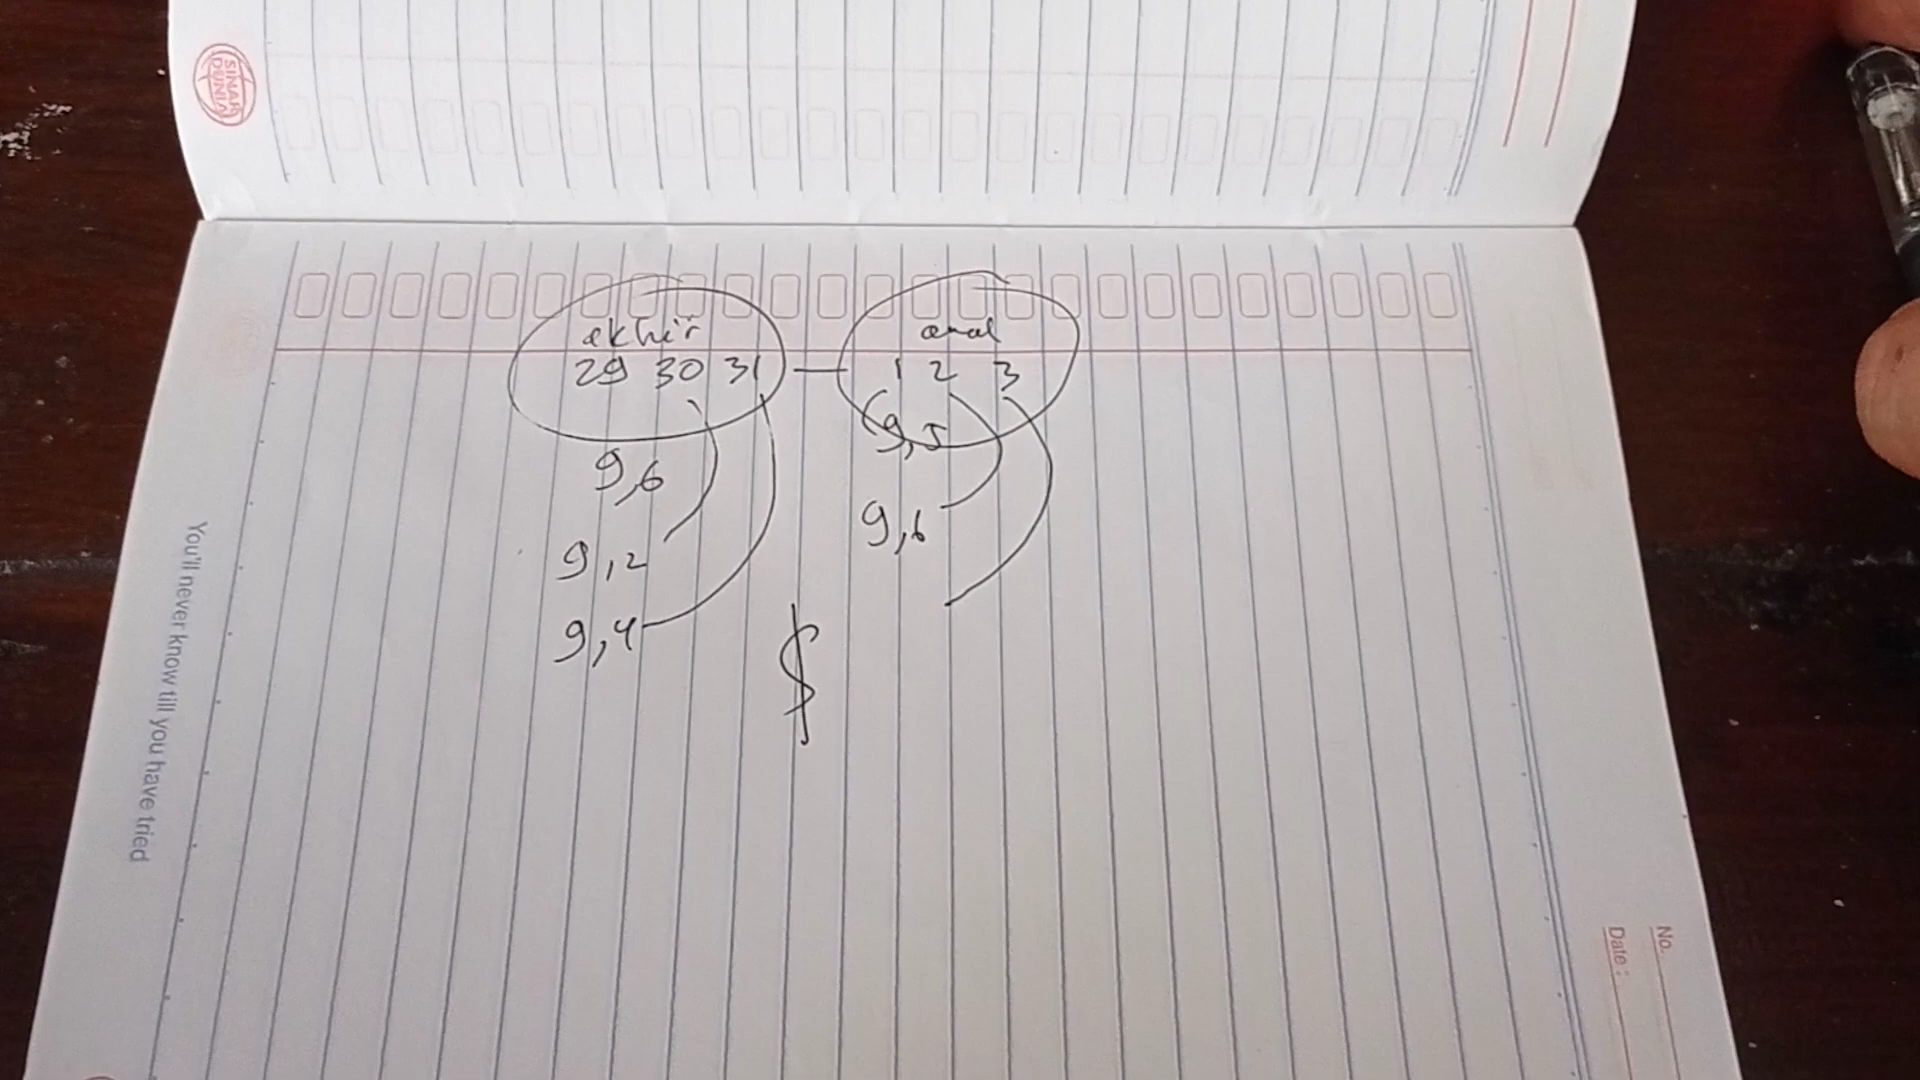 SINAR DUNIA
akhir awal
29 30 31 — 1 2 3
9,6 9,5
9,2 9,6
9,4
$
You'll never know till you have tried
No.
Date :